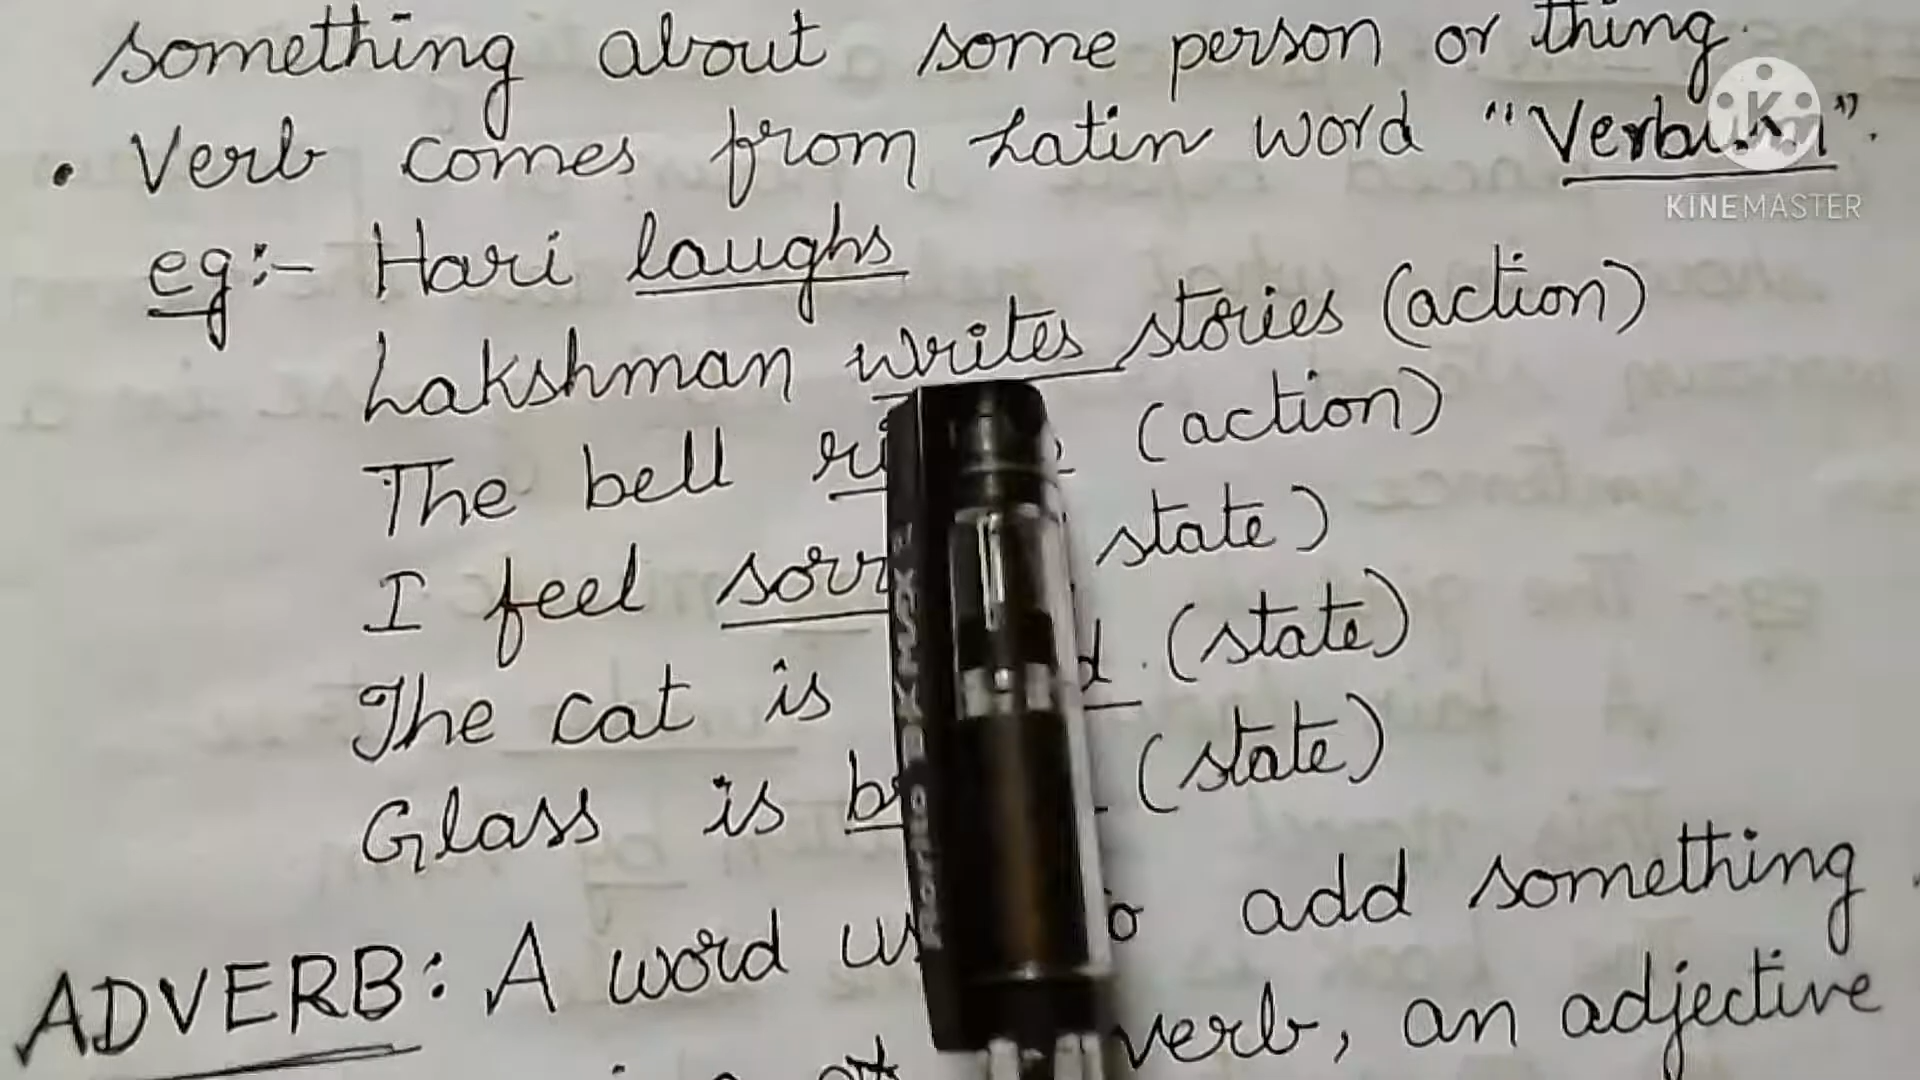 something about some person or thing.
• Verb comes from Latin word "Verbum".
KINEMASTER
eg:- Hari laughs
Lakshman writes stories (action)
The bell (action)
I feel state)
The cat is (state)
Glass is (state)
ADVERB: A word add something
verb, an adjective